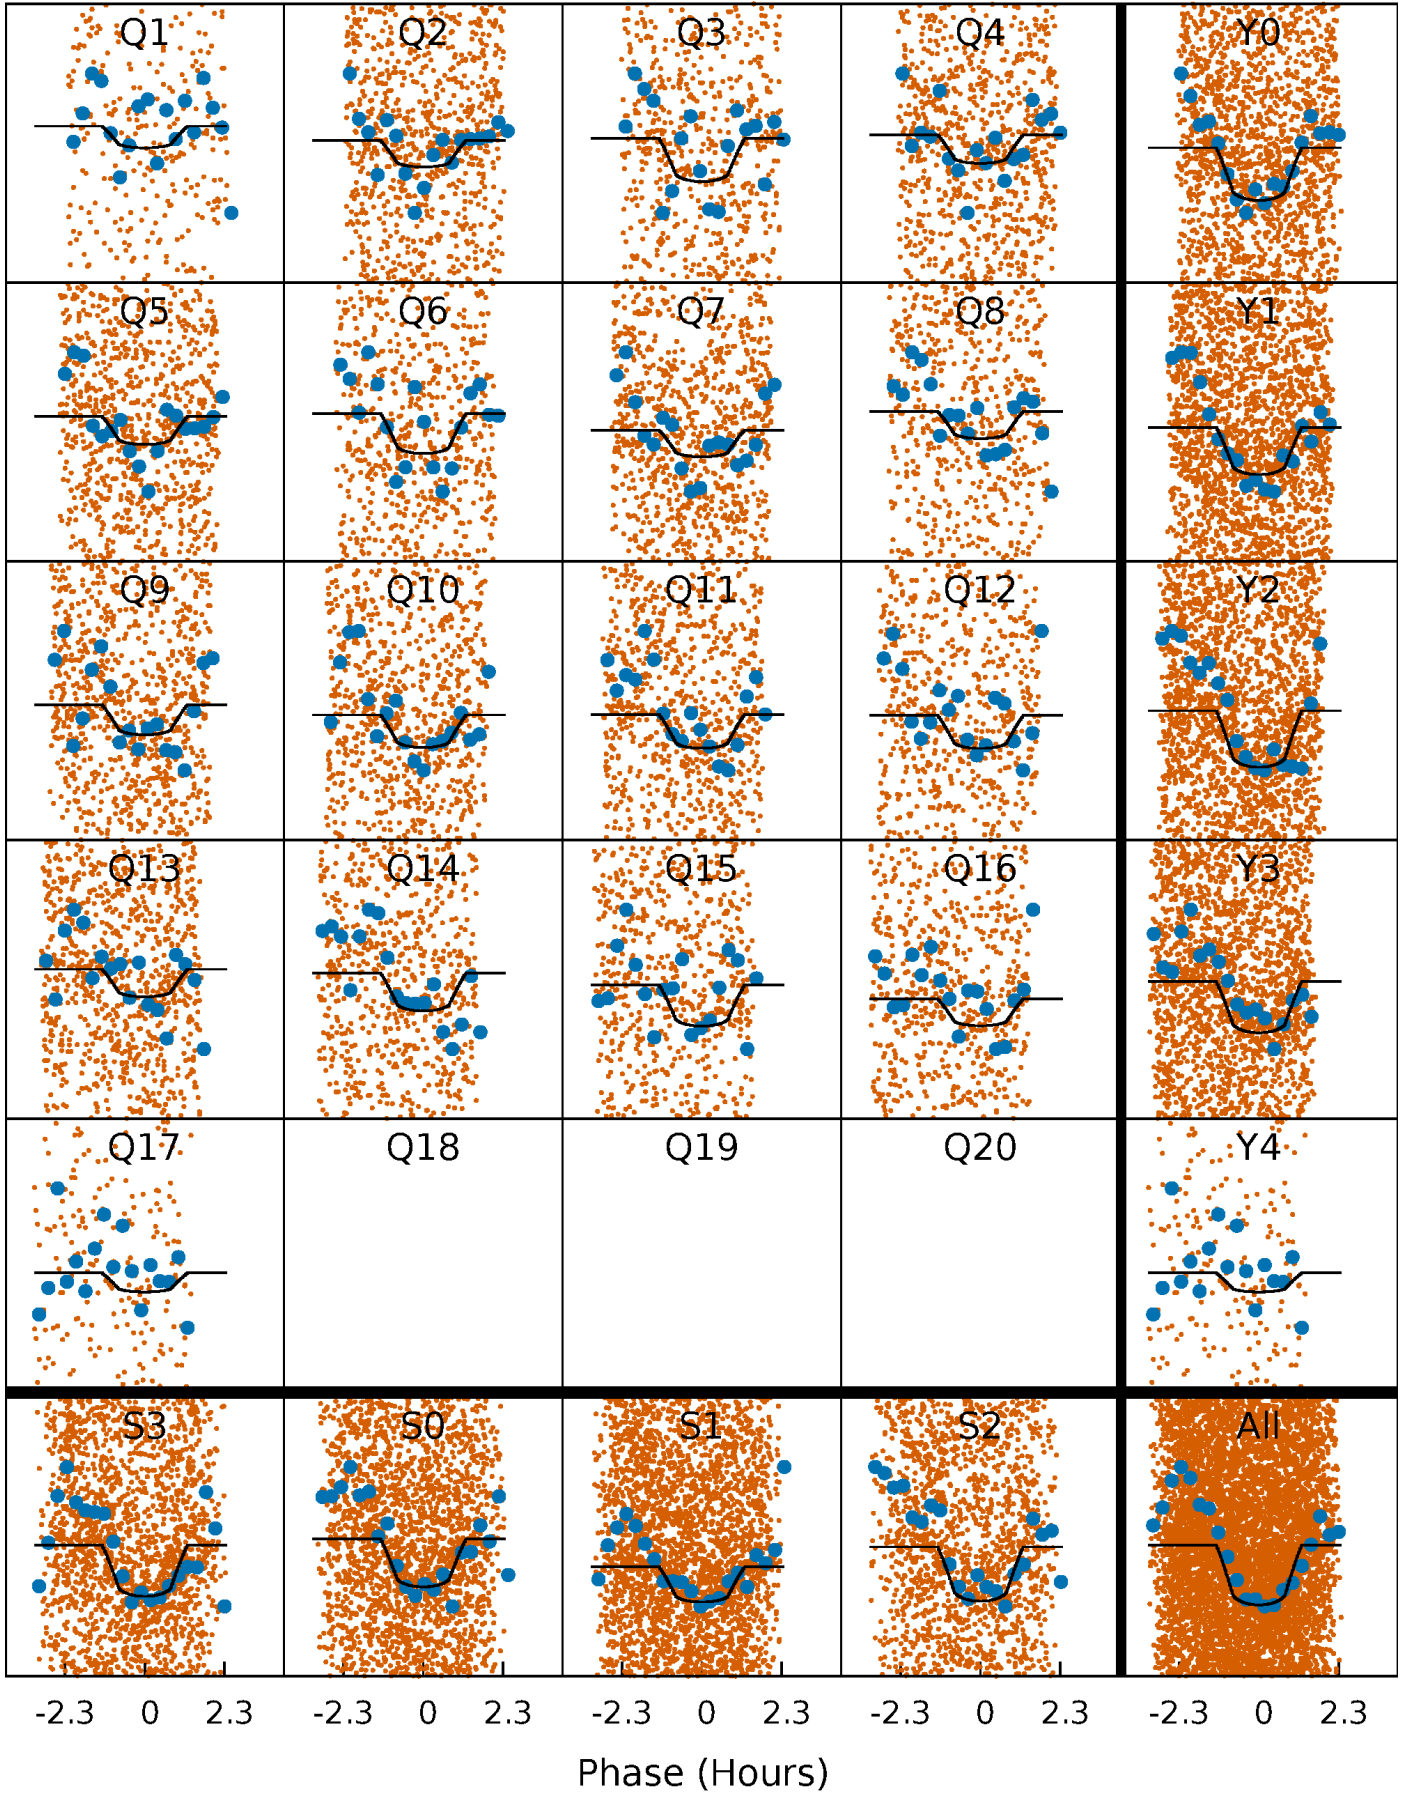 Q1 Q2 Q3 Q4 Y0
Q5 Q6 Q7 Q8 Y1
Q9 Q10 Q11 Q12 Y2
Q13 Q14 Q15 Q16 Y3
Q17 Q18 Q19 Q20 Y4
S3 S0 S1 S2 All
-2.3 0 2.3 -2.3 0 2.3 -2.3 0 2.3 -2.3 0 2.3 -2.3 0 2.3
Phase (Hours)